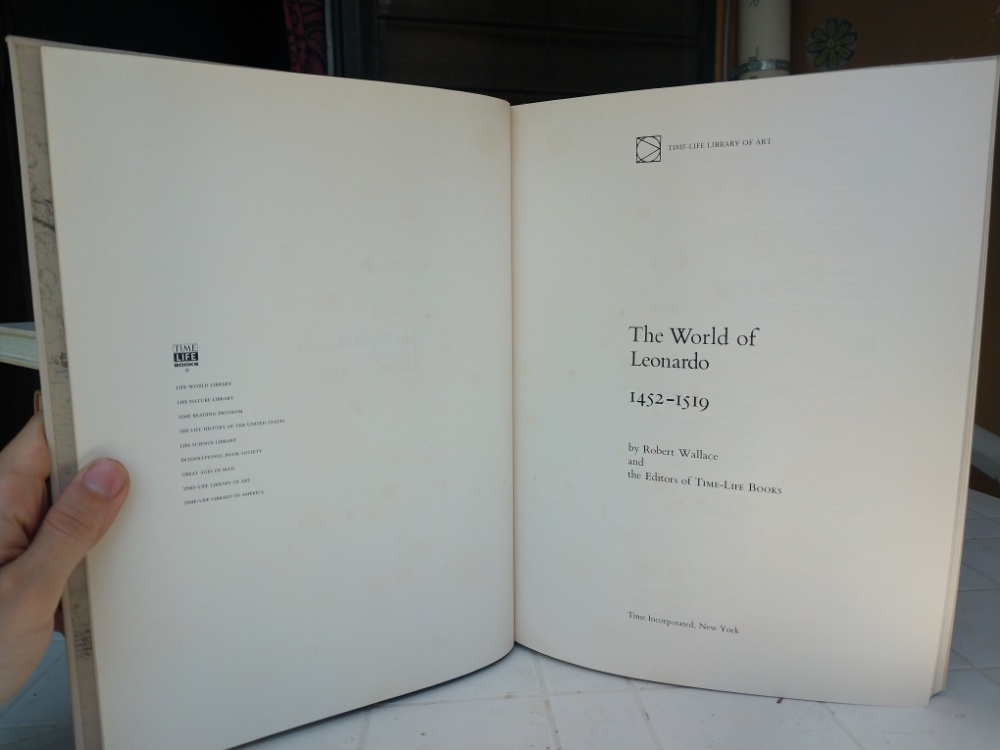 TIME
LIFE
BOOKS
LIFE WORLD LIBRARY
LIFE NATURE LIBRARY
TIME READING PROGRAM
THE LIFE HISTORY OF THE UNITED STATES
LIFE SCIENCE LIBRARY
INTERNATIONAL BOOK SOCIETY
GREAT AGES OF MAN
TIME-LIFE LIBRARY OF ART
TIME-LIFE LIBRARY OF AMERICA
TIME-LIFE LIBRARY OF ART
The World of
Leonardo
1452-1519
by Robert Wallace
and
the Editors of TIME-LIFE BOOKS
Time Incorporated, New York